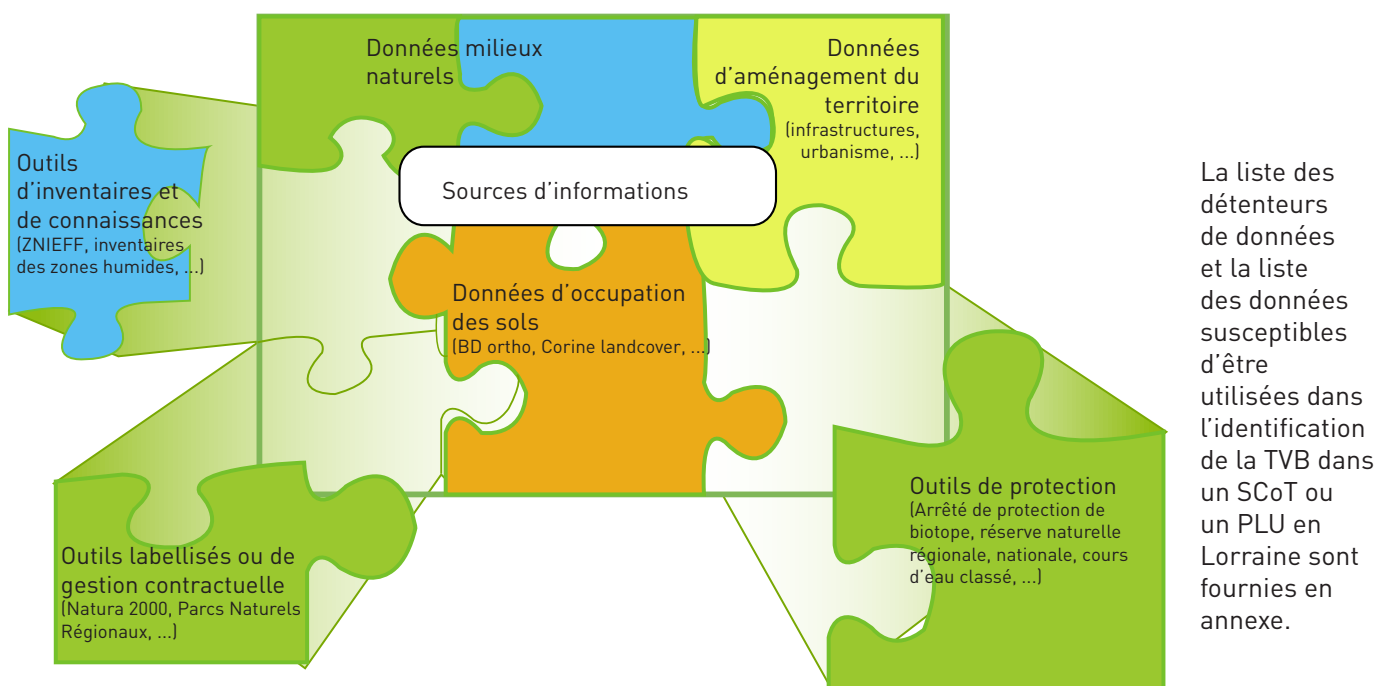 Données milieux
naturels
Données
d'aménagement du
territoire
(infrastructures,
urbanisme, ...)
Outils
d'inventaires et
de connaissances
(ZNIEFF, inventaires
des zones humides, ...)
Sources d'informations
Données d'occupation
des sols
(BD ortho, Corine landcover, ...)
Outils labellisés ou de
gestion contractuelle
(Natura 2000, Parcs Naturels
Régionaux, ...)
Outils de protection
(Arrêté de protection de
biotope, réserve naturelle
régionale, nationale, cours
d'eau classé, ...)
La liste des
détenteurs
de données
et la liste
des données
susceptibles
d'être
utilisées dans
l'identification
de la TVB dans
un SCoT ou
un PLU en
Lorraine sont
fournies en
annexe.